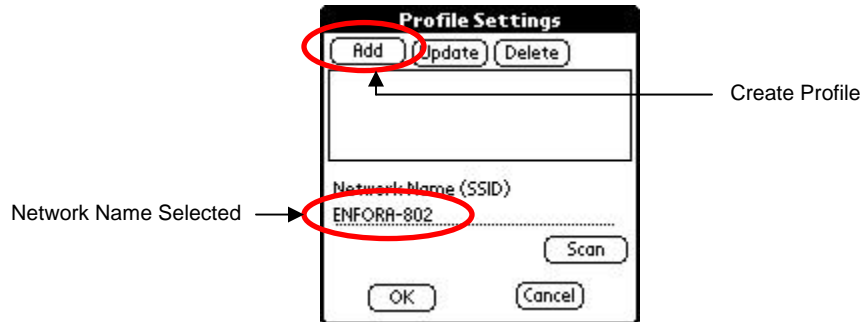 Profile Settings
Add Update Delete
Create Profile
Network Name (SSID)
Network Name Selected
ENFORA-802
Scan
OK Cancel